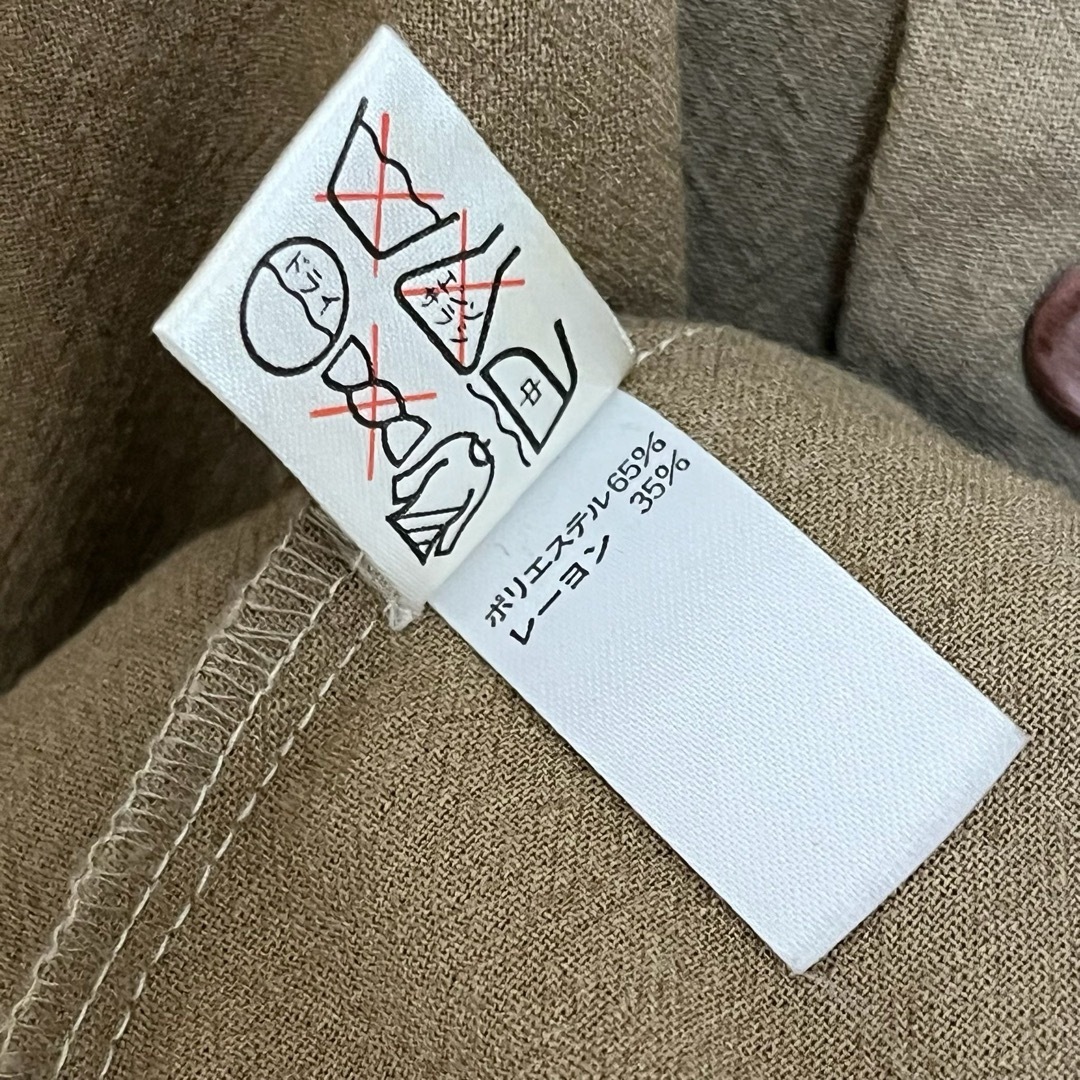 エンソ
サラシ
ドライ
中
ポリエステル65%
レーヨン 35%